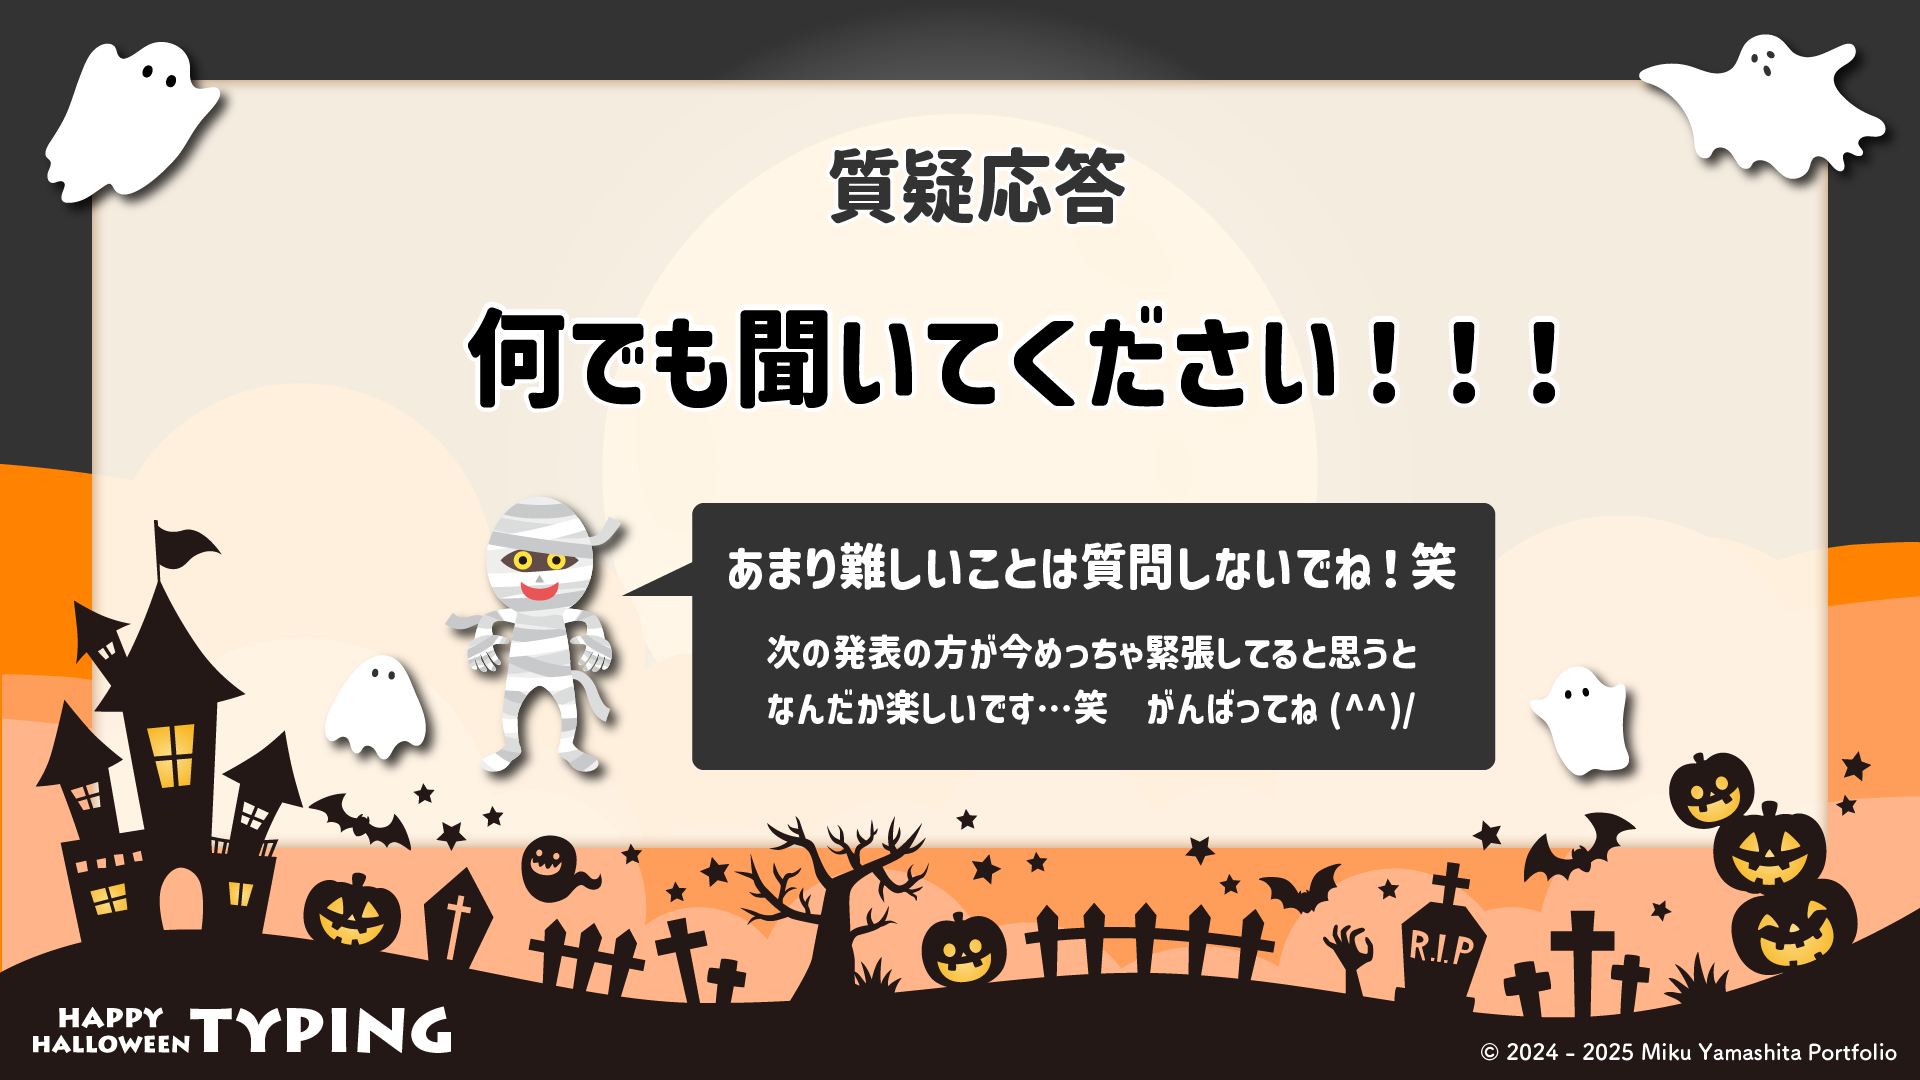 質疑応答
何でも聞いてください！！！
あまり難しいことは質問しないでね！笑
次の発表の方が今めっちゃ緊張してると思うと
なんだか楽しいです…笑　がんばってね (^^)/
R.I.P
HAPPY
HALLOWEEN TYPING
© 2024 - 2025 Miku Yamashita Portfolio